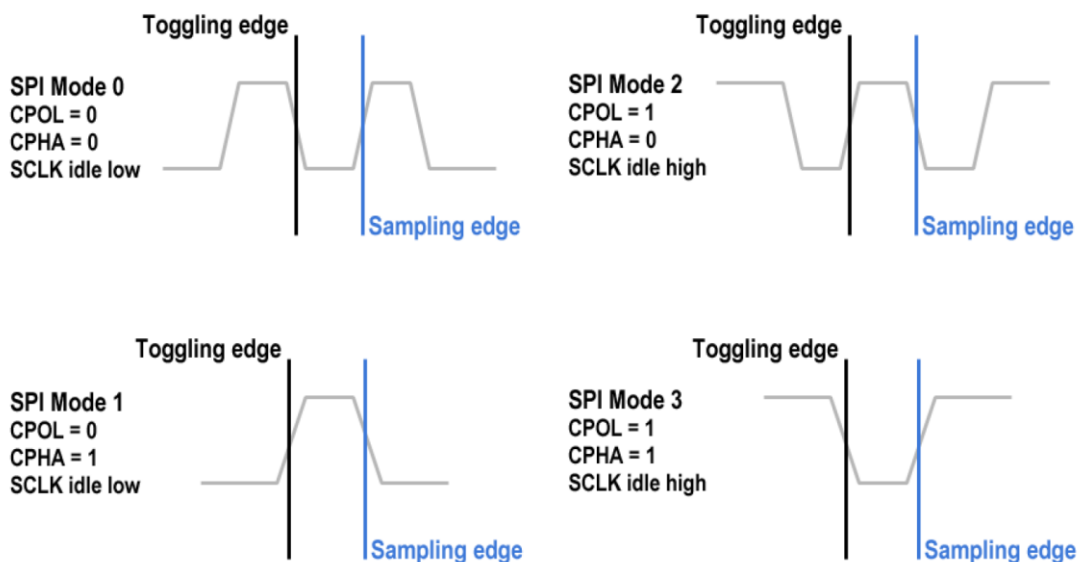 Toggling edge
SPI Mode 0
CPOL = 0
CPHA = 0
SCLK idle low
Sampling edge
Toggling edge
SPI Mode 2
CPOL = 1
CPHA = 0
SCLK idle high
Sampling edge
Toggling edge
SPI Mode 1
CPOL = 0
CPHA = 1
SCLK idle low
Sampling edge
Toggling edge
SPI Mode 3
CPOL = 1
CPHA = 1
SCLK idle high
Sampling edge